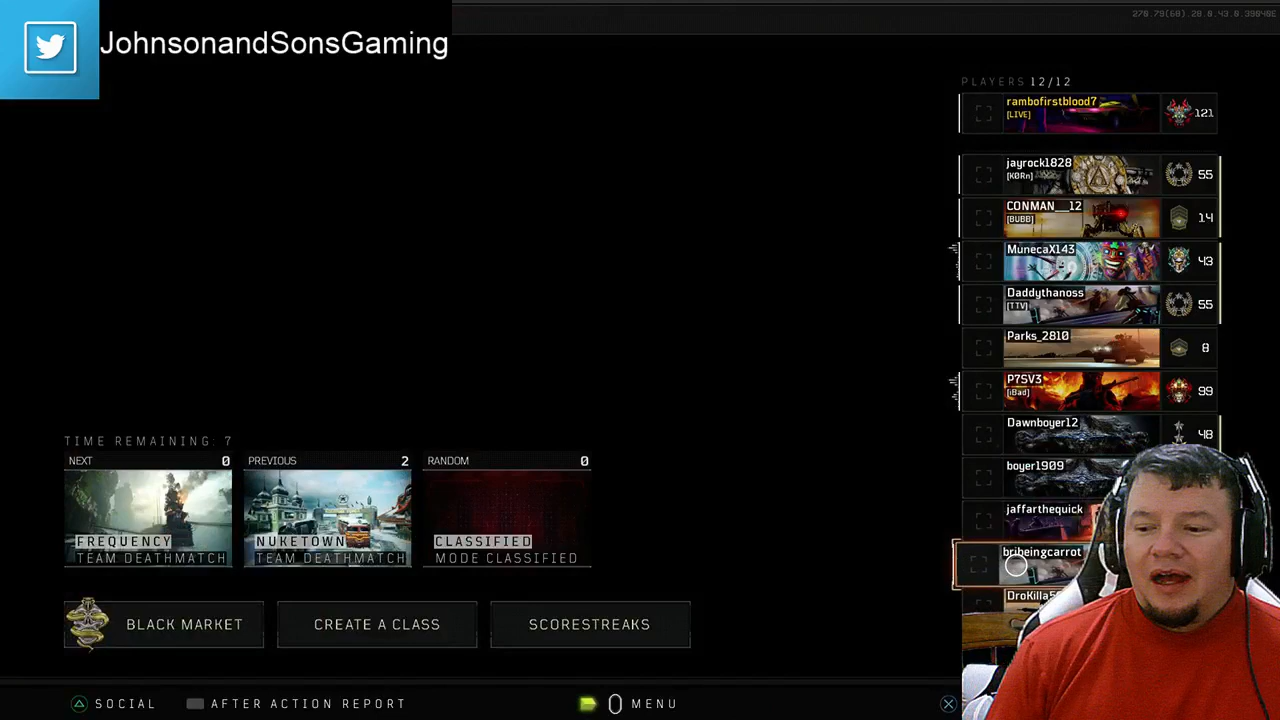 JohnsonandSonsGaming
PLAYERS 12/12
rambofirstblood7
[LIVE]
121
jayrock1828
[K0Rn]
55
CONMAN__12
[BUBB]
14
MunecaX143
43
Daddythanoss
[TTV]
55
Parks_2810
8
P7SV3
[iBad]
99
Dawnboyer12
48
boyer1909
jaffarthequick
bribeingcarrot
TIME REMAINING: 7
NEXT 0
PREVIOUS 2
RANDOM 0
FREQUENCY
TEAM DEATHMATCH
NUKETOWN
TEAM DEATHMATCH
CLASSIFIED
MODE CLASSIFIED
BLACK MARKET
CREATE A CLASS
SCORESTREAKS
SOCIAL
AFTER ACTION REPORT
MENU